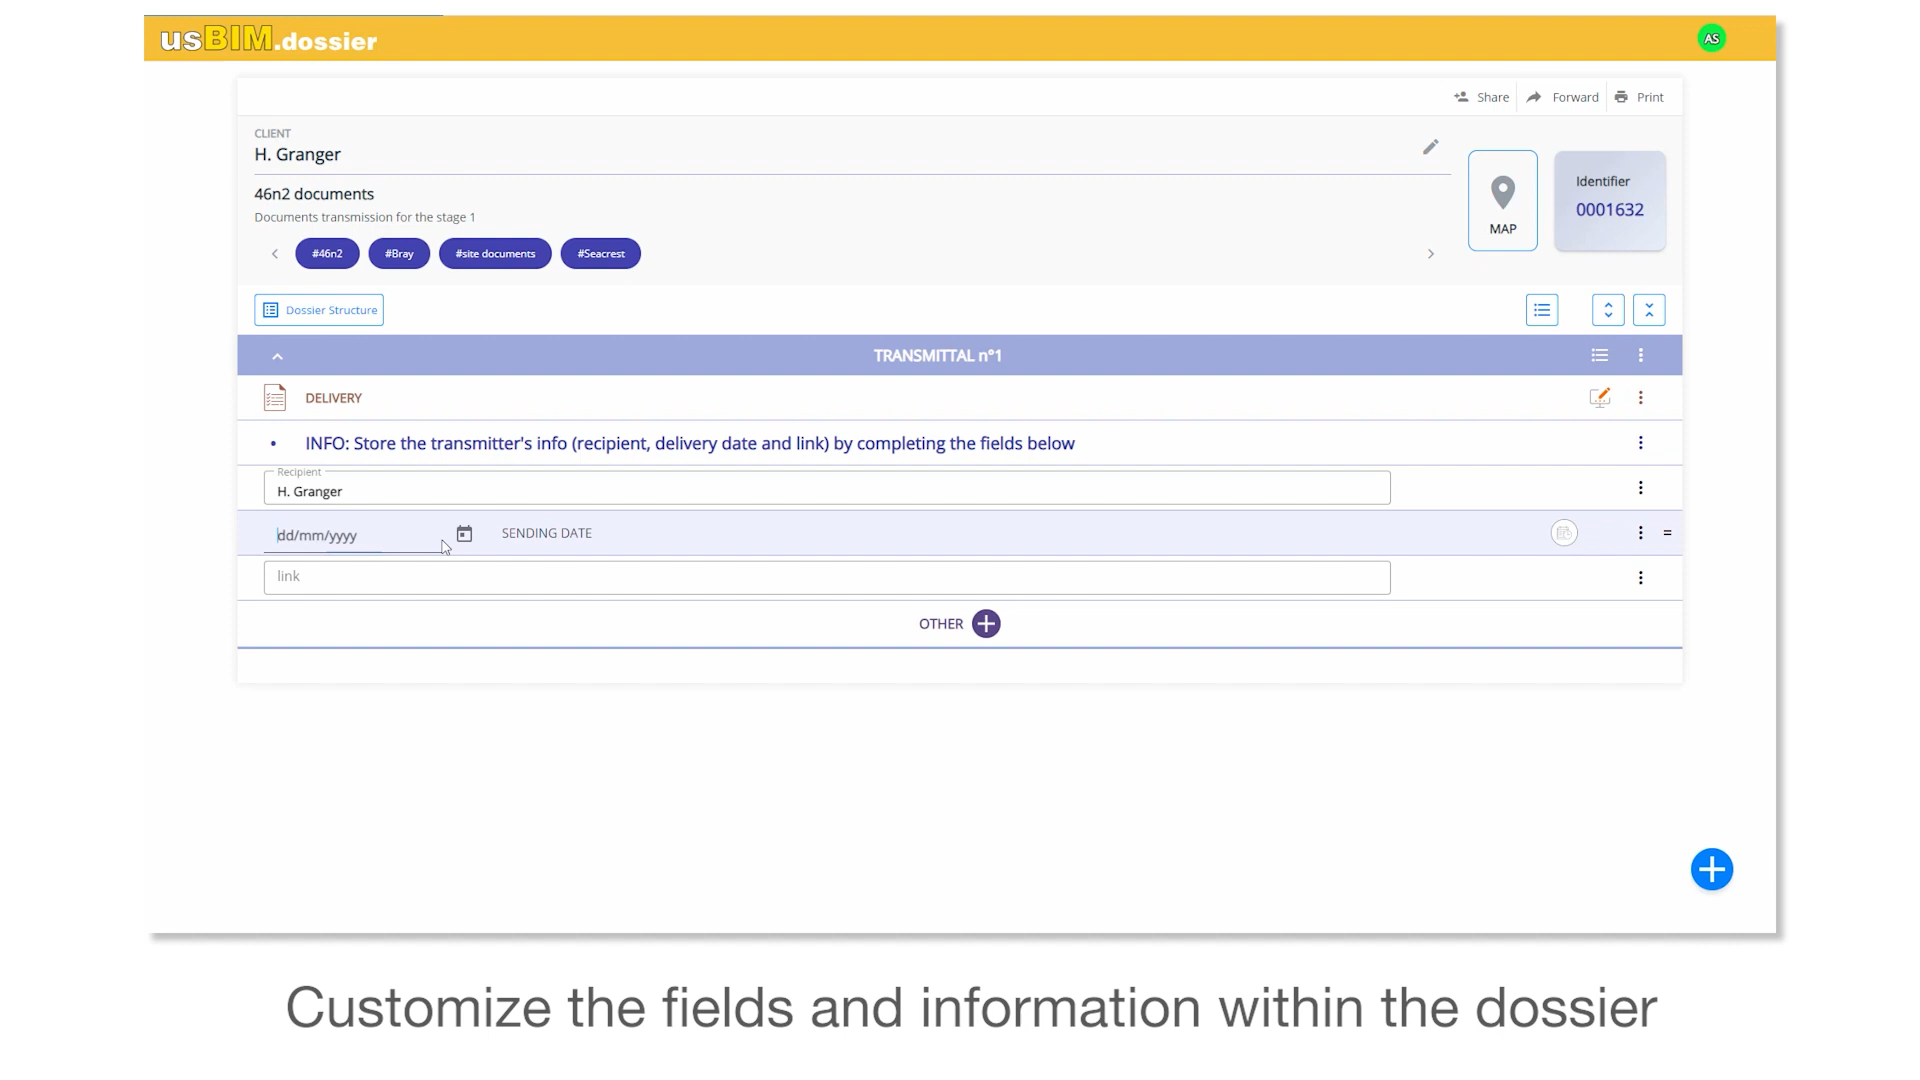 usBIM.dossier
AS
Share Forward Print
CLIENT
H. Granger
46n2 documents
Documents transmission for the stage 1
#46n2 #Bray #site documents #Seacrest
MAP
Identifier
0001632
Dossier Structure
TRANSMITTAL n°1
DELIVERY
• INFO: Store the transmitter's info (recipient, delivery date and link) by completing the fields below
Recipient
H. Granger
dd/mm/yyyy SENDING DATE
link
OTHER
Customize the fields and information within the dossier